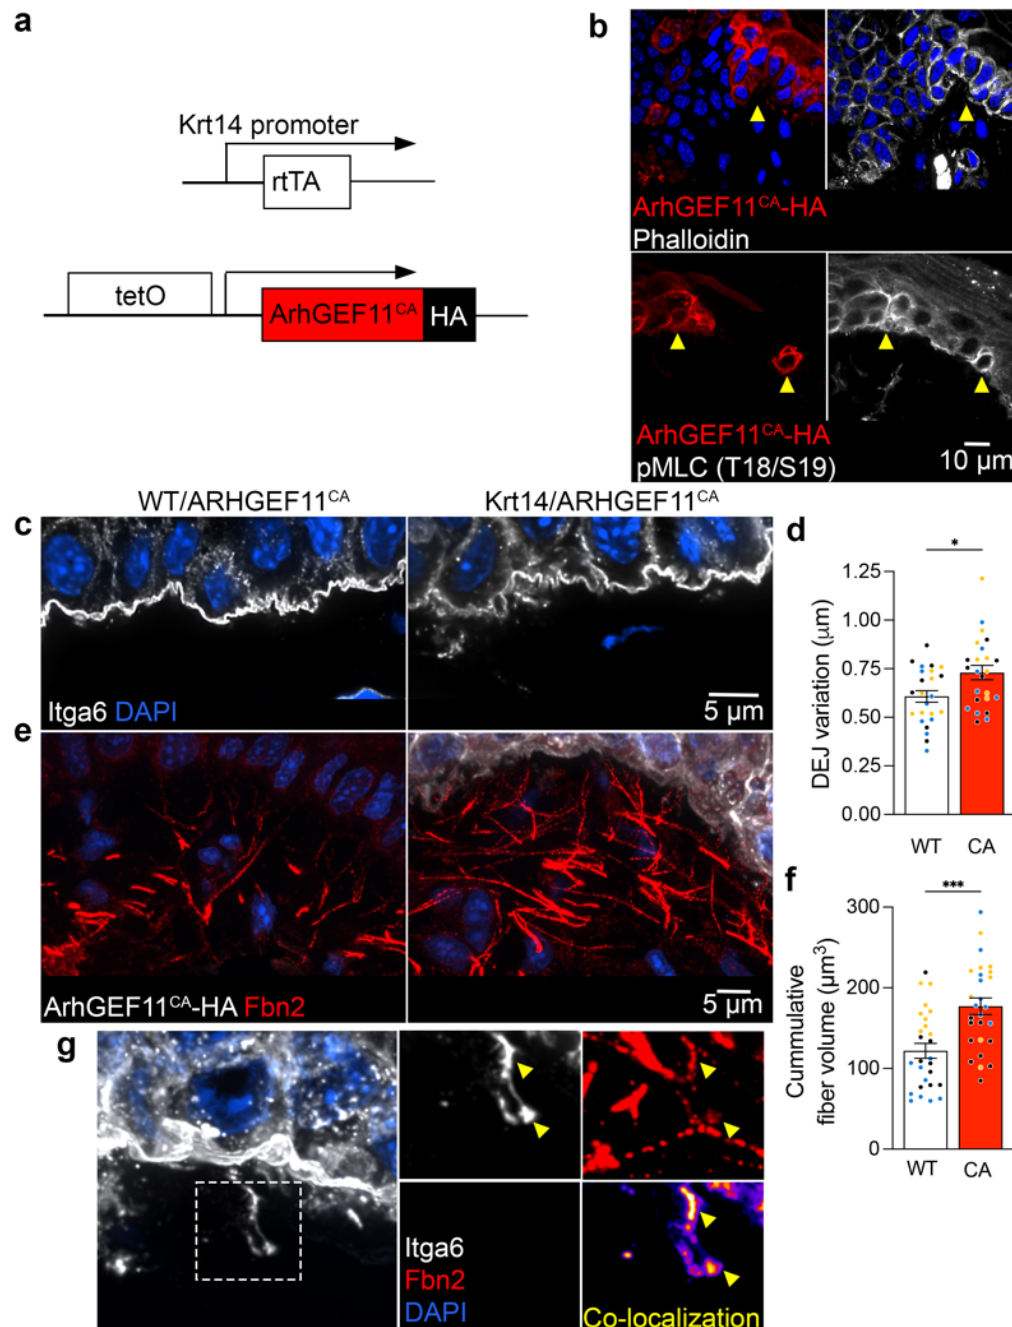 a
Krt14 promoter
rtTA
tetO
ArhGEF11CA
HA
b
ArhGEF11CA-HA
Phalloidin
ArhGEF11CA-HA
pMLC (T18/S19)
10 µm
WT/ARHGEF11CA
Krt14/ARHGEF11CA
c
Itga6 DAPI
5 µm
d
*
DEJ variation (µm)
1.25
1.00
0.75
0.50
0.25
0.00
WT
CA
e
ArhGEF11CA-HA Fbn2
5 µm
f
***
Cummulative
fiber volume (µm³)
300
200
100
0
WT
CA
g
Itga6
Fbn2
DAPI
Co-localization